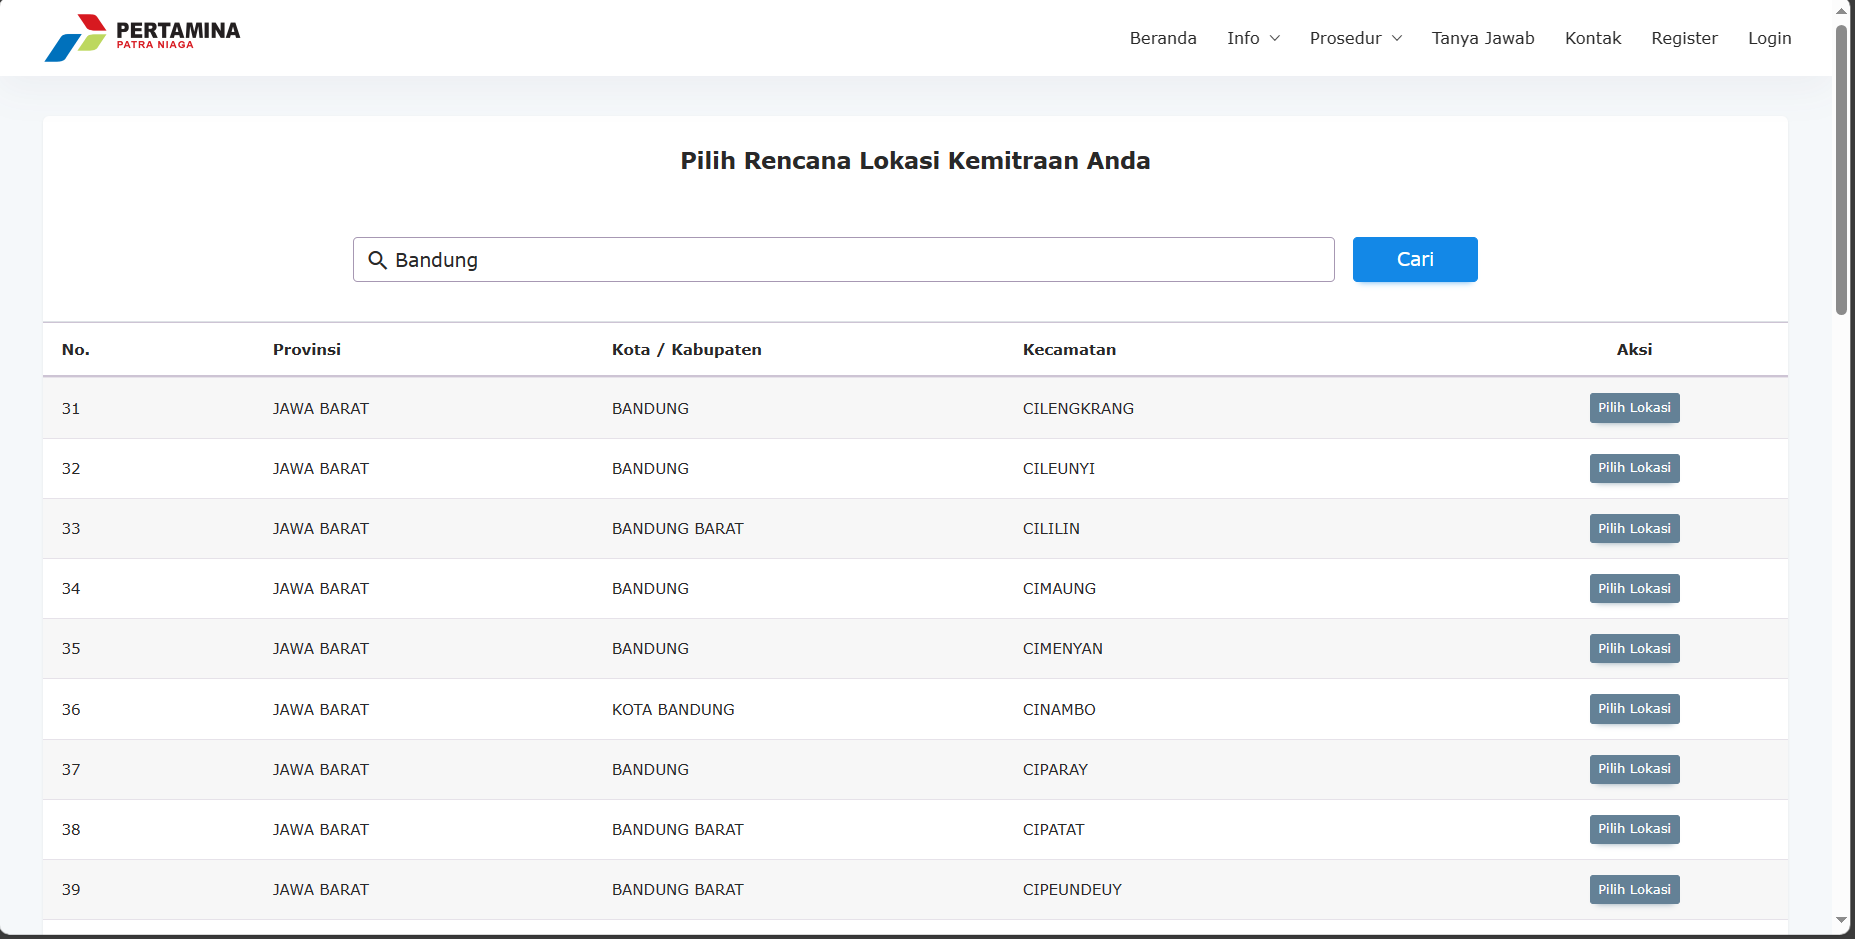 PERTAMINA
PATRA NIAGA
Beranda Info Prosedur Tanya Jawab Kontak Register Login
Pilih Rencana Lokasi Kemitraan Anda
Bandung Cari
No. Provinsi Kota / Kabupaten Kecamatan Aksi
31 JAWA BARAT BANDUNG CILENGKRANG Pilih Lokasi
32 JAWA BARAT BANDUNG CILEUNYI Pilih Lokasi
33 JAWA BARAT BANDUNG BARAT CILILIN Pilih Lokasi
34 JAWA BARAT BANDUNG CIMAUNG Pilih Lokasi
35 JAWA BARAT BANDUNG CIMENYAN Pilih Lokasi
36 JAWA BARAT KOTA BANDUNG CINAMBO Pilih Lokasi
37 JAWA BARAT BANDUNG CIPARAY Pilih Lokasi
38 JAWA BARAT BANDUNG BARAT CIPATAT Pilih Lokasi
39 JAWA BARAT BANDUNG BARAT CIPEUNDEUY Pilih Lokasi